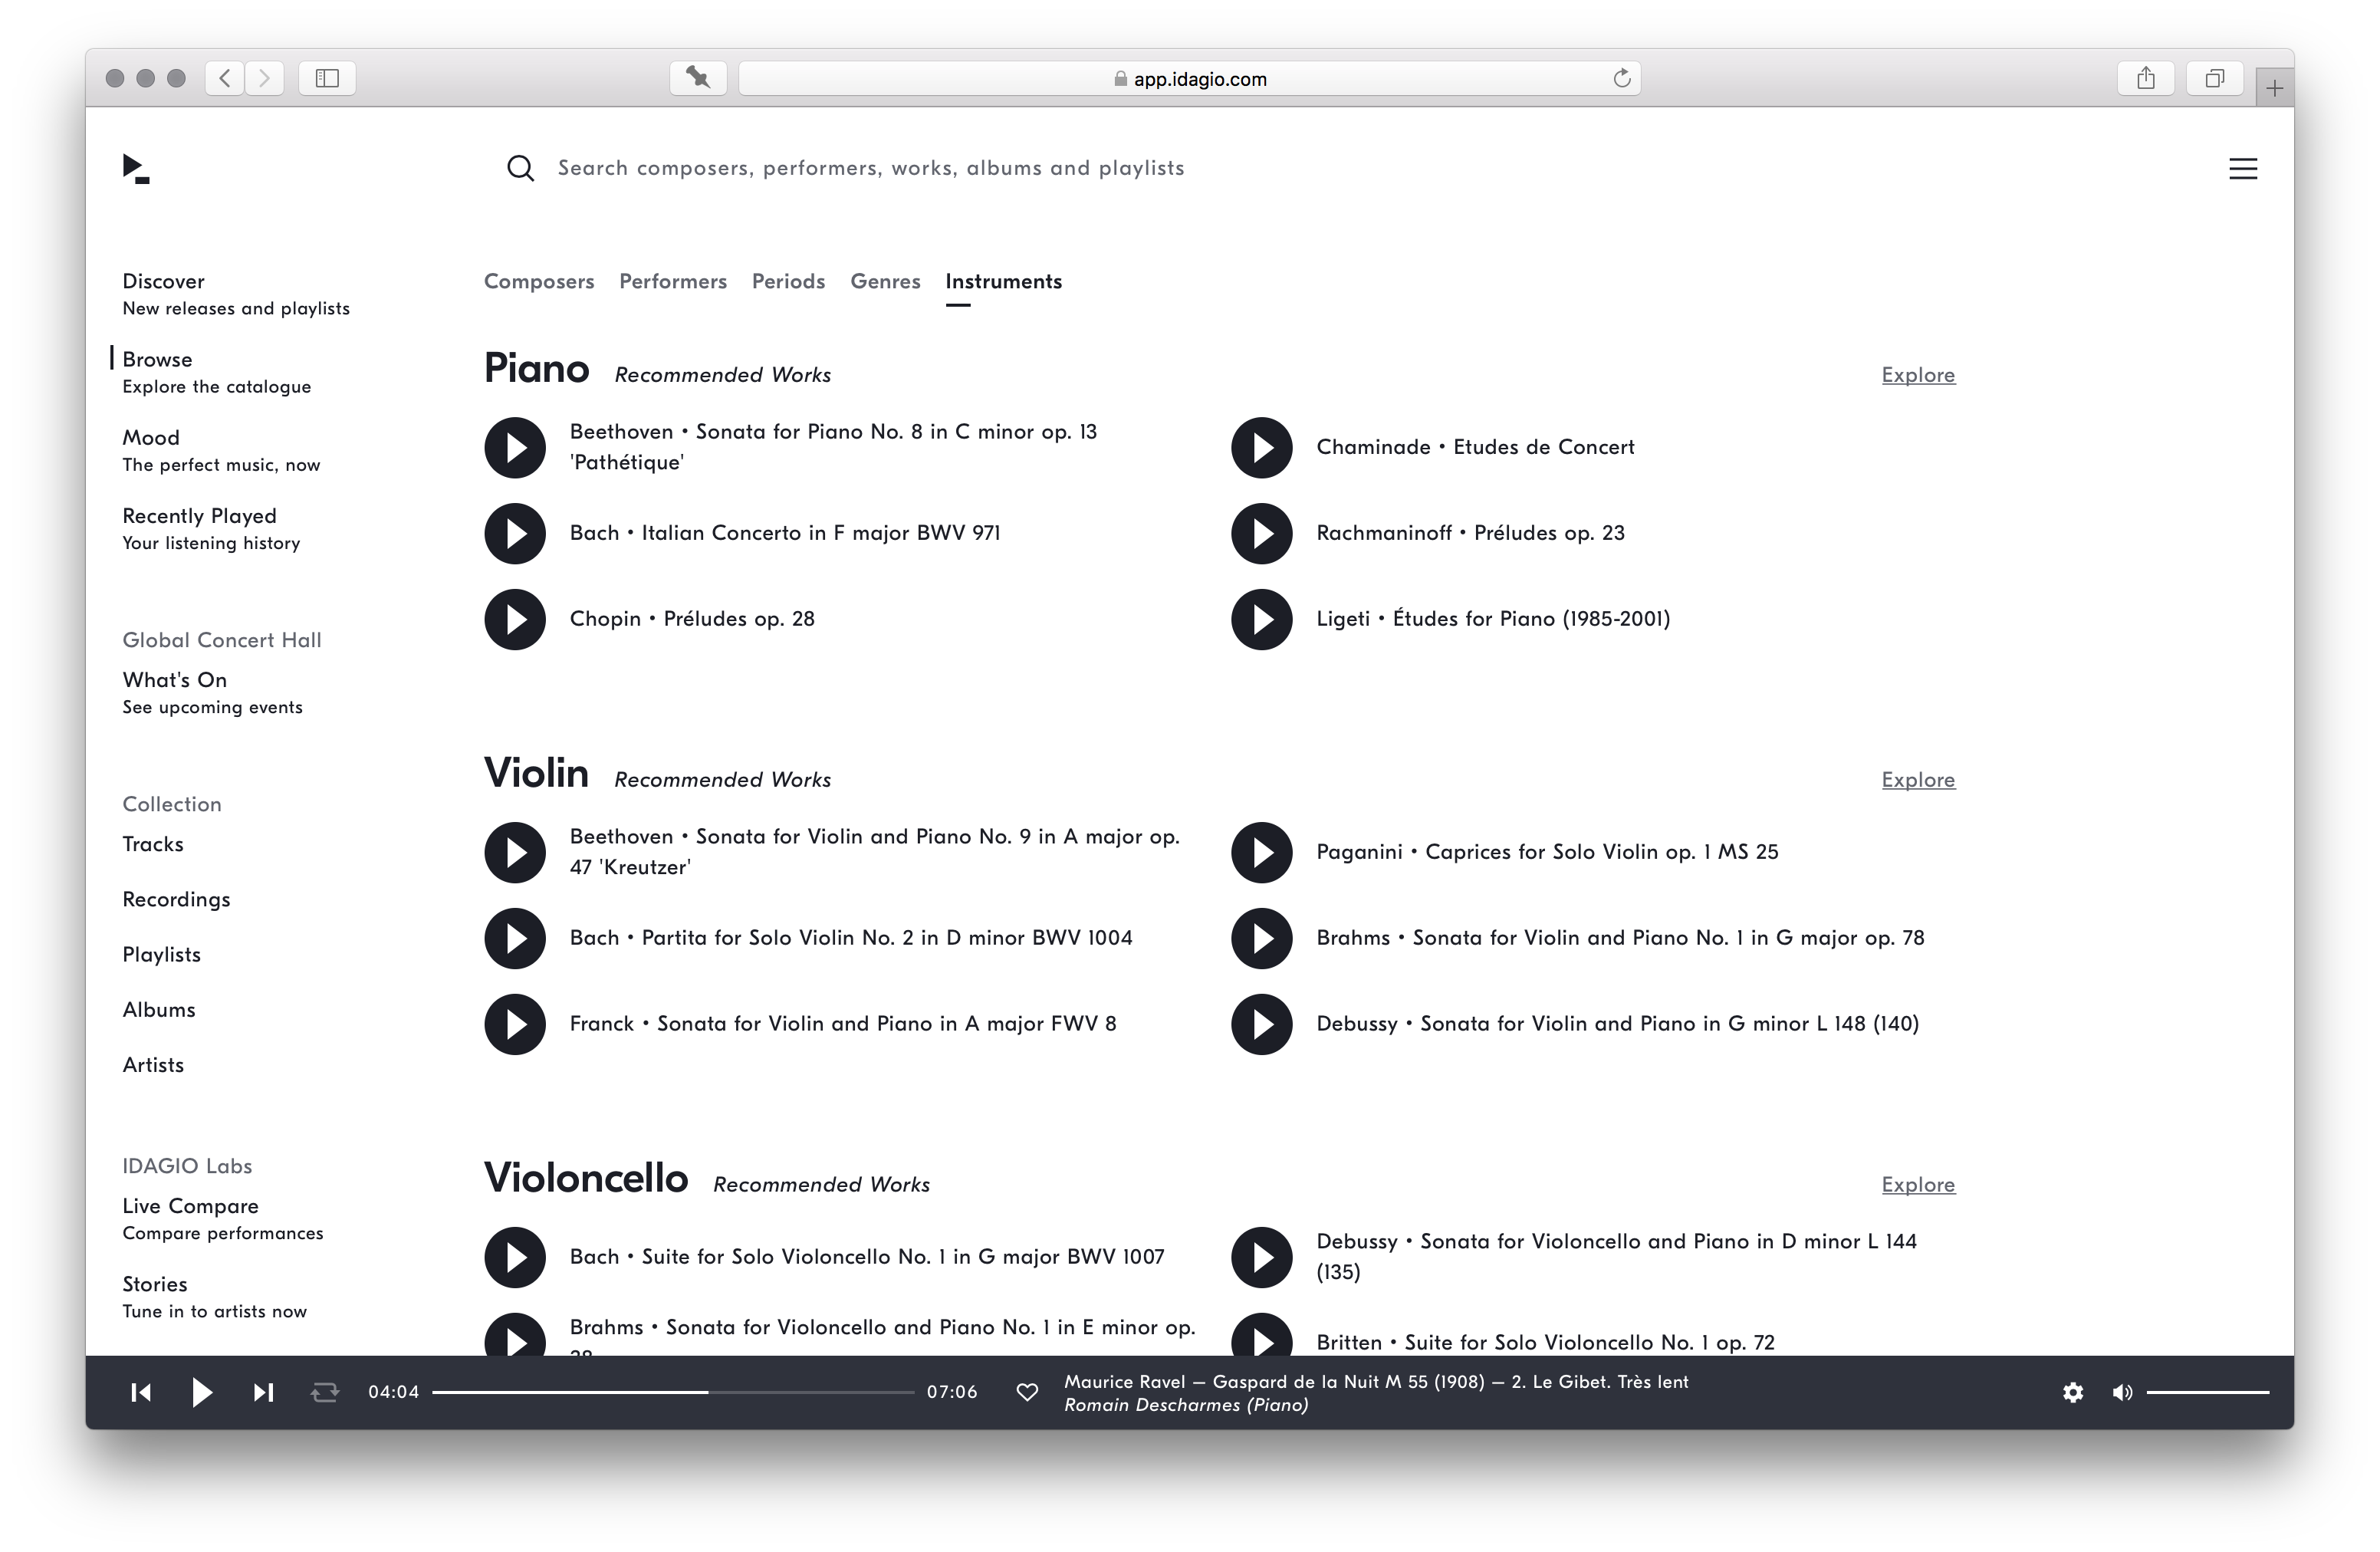 app.idagio.com
Search composers, performers, works, albums and playlists
Discover
New releases and playlists
Browse
Explore the catalogue
Mood
The perfect music, now
Recently Played
Your listening history
Global Concert Hall
What's On
See upcoming events
Collection
Tracks
Recordings
Playlists
Albums
Artists
IDAGIO Labs
Live Compare
Compare performances
Stories
Tune in to artists now
Composers Performers Periods Genres Instruments
Piano Recommended Works Explore
Beethoven • Sonata for Piano No. 8 in C minor op. 13
'Pathétique'
Chaminade • Etudes de Concert
Bach • Italian Concerto in F major BWV 971
Rachmaninoff • Préludes op. 23
Chopin • Préludes op. 28
Ligeti • Études for Piano (1985-2001)
Violin Recommended Works Explore
Beethoven • Sonata for Violin and Piano No. 9 in A major op.
47 'Kreutzer'
Paganini • Caprices for Solo Violin op. 1 MS 25
Bach • Partita for Solo Violin No. 2 in D minor BWV 1004
Brahms • Sonata for Violin and Piano No. 1 in G major op. 78
Franck • Sonata for Violin and Piano in A major FWV 8
Debussy • Sonata for Violin and Piano in G minor L 148 (140)
Violoncello Recommended Works Explore
Bach • Suite for Solo Violoncello No. 1 in G major BWV 1007
Debussy • Sonata for Violoncello and Piano in D minor L 144
(135)
Brahms • Sonata for Violoncello and Piano No. 1 in E minor op.
Britten • Suite for Solo Violoncello No. 1 op. 72
04:04 07:06
Maurice Ravel – Gaspard de la Nuit M 55 (1908) – 2. Le Gibet. Très lent
Romain Descharmes (Piano)